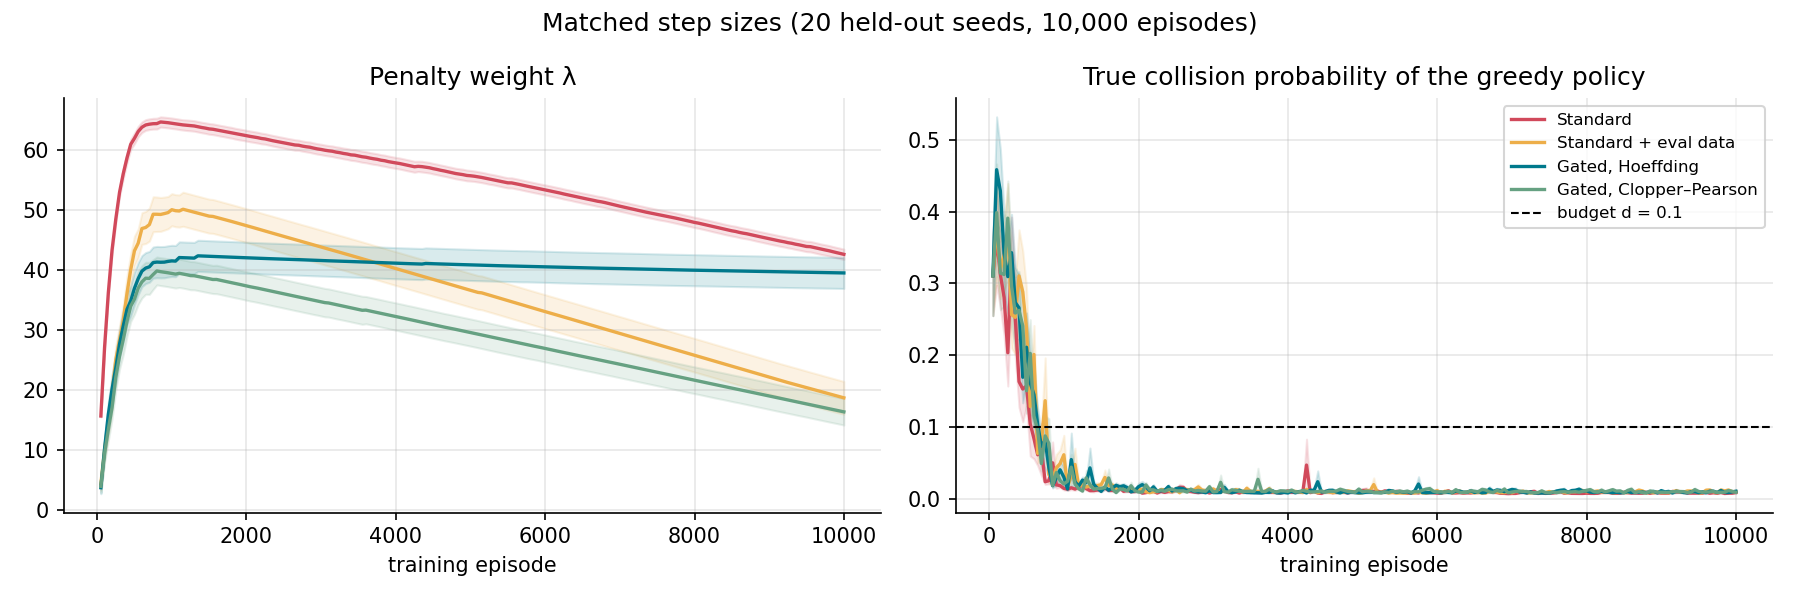 Matched step sizes (20 held-out seeds, 10,000 episodes)
Penalty weight λ
60
50
40
30
20
10
0
0 2000 4000 6000 8000 10000
training episode
True collision probability of the greedy policy
Standard
Standard + eval data
Gated, Hoeffding
Gated, Clopper–Pearson
budget d = 0.1
0.5
0.4
0.3
0.2
0.1
0.0
0 2000 4000 6000 8000 10000
training episode